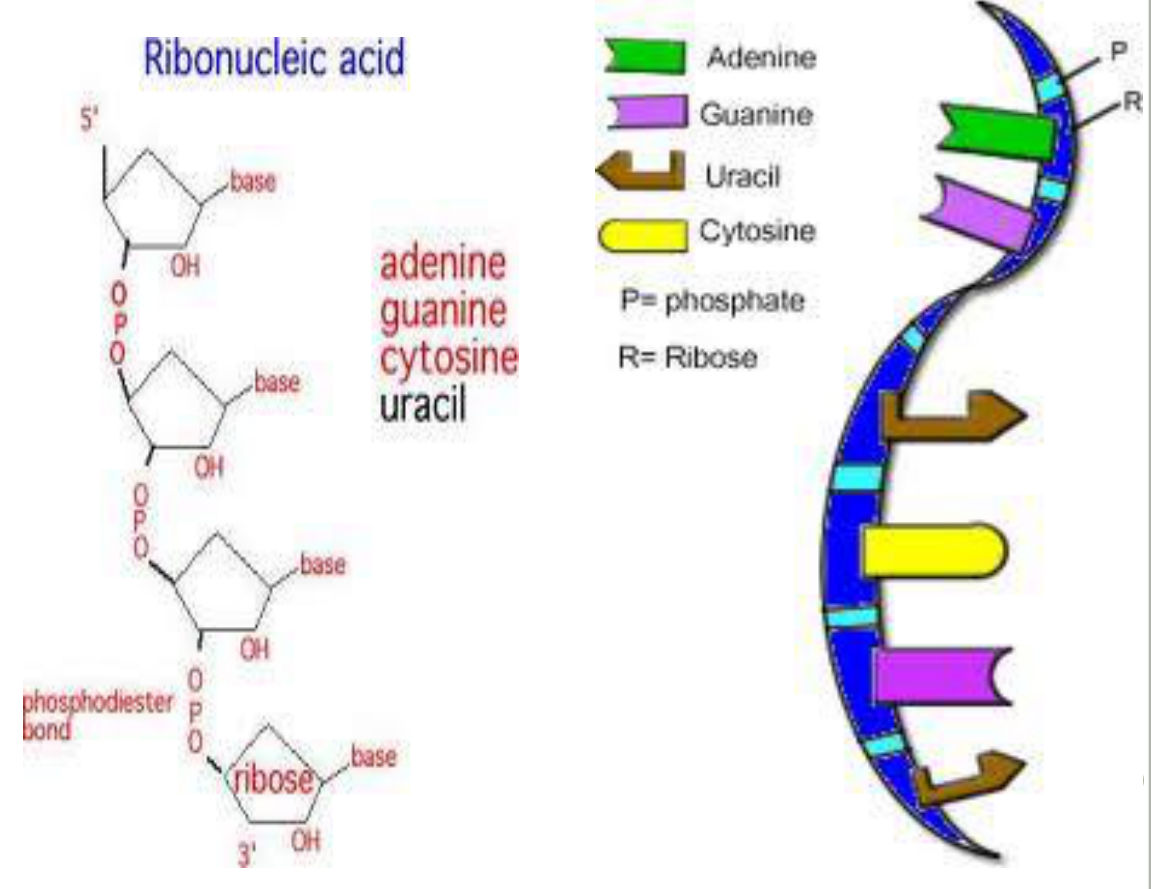 Ribonucleic acid
5'
base
OH
O
P
O
base
OH
O
P
O
base
OH
phosphodiester
bond
O
P
O
ribose
base
3'
OH
adenine
guanine
cytosine
uracil
Adenine
Guanine
Uracil
Cytosine
P= phosphate
R= Ribose
P
R